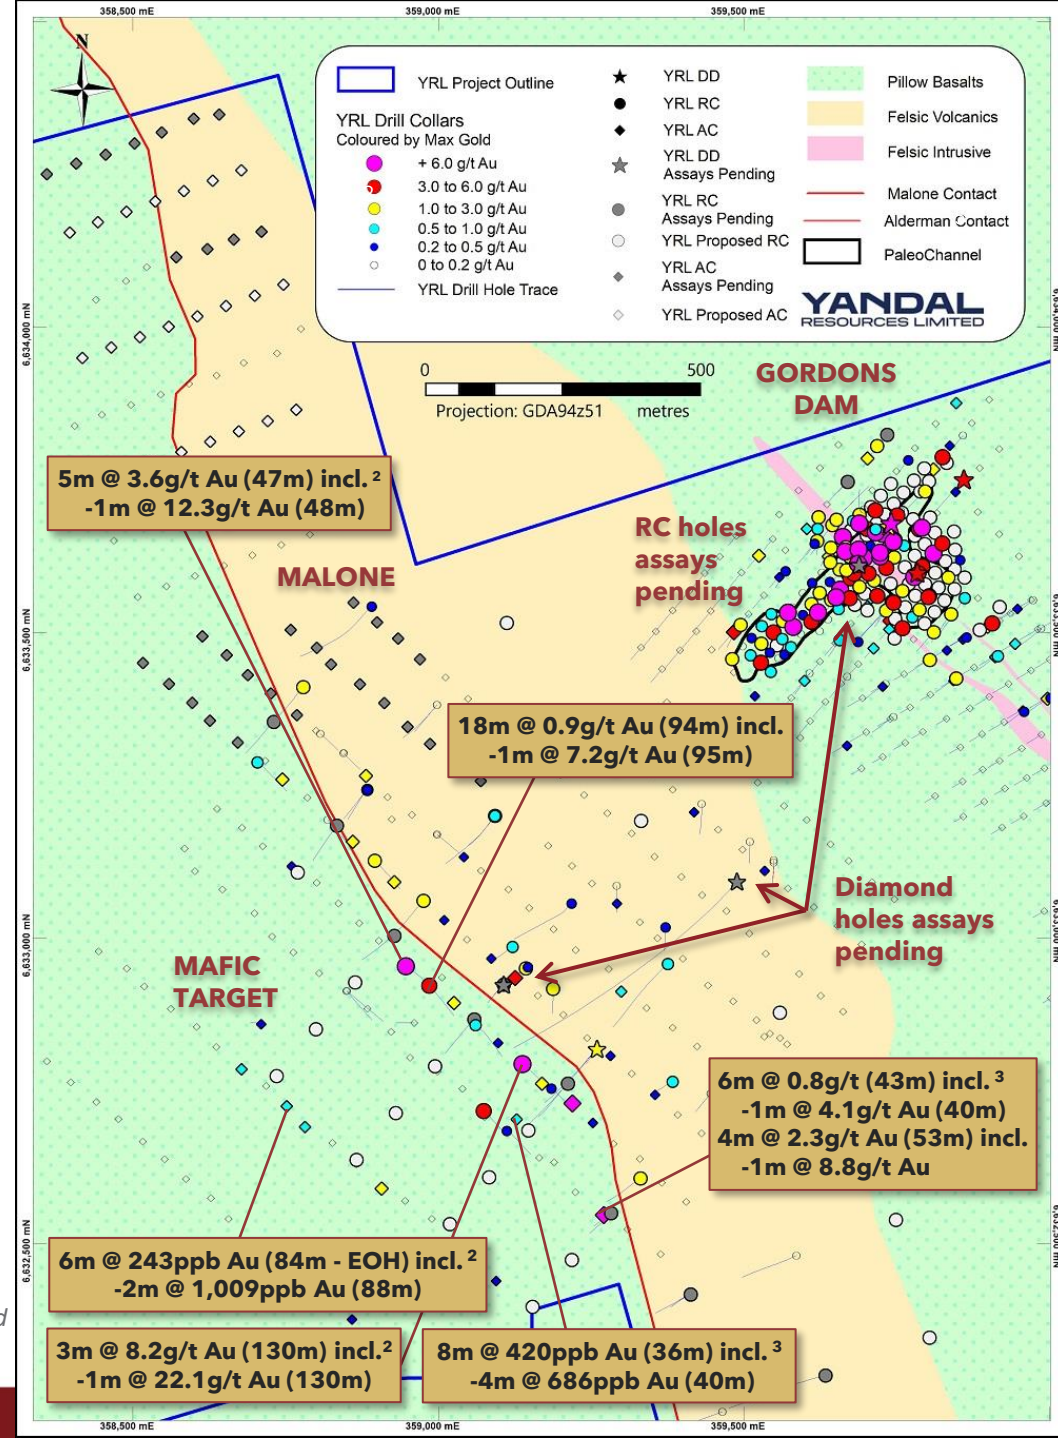 358,500 mE
359,000 mE
359,500 mE
N
YRL Project Outline
YRL Drill Collars
Coloured by Max Gold
+ 6.0 g/t Au
3.0 to 6.0 g/t Au
1.0 to 3.0 g/t Au
0.5 to 1.0 g/t Au
0.2 to 0.5 g/t Au
0 to 0.2 g/t Au
YRL Drill Hole Trace
YRL DD
YRL RC
YRL AC
YRL DD
Assays Pending
YRL RC
Assays Pending
YRL Proposed RC
YRL AC
Assays Pending
YRL Proposed AC
Pillow Basalts
Felsic Volcanics
Felsic Intrusive
Malone Contact
Alderman Contact
PaleoChannel
YANDAL
RESOURCES LIMITED
6,634,000 mN
0
500
Projection: GDA94z51
metres
GORDONS
DAM
5m @ 3.6g/t Au (47m) incl. 2
-1m @ 12.3g/t Au (48m)
RC holes
assays
pending
MALONE
6,633,500 mN
18m @ 0.9g/t Au (94m) incl.
-1m @ 7.2g/t Au (95m)
Diamond
holes assays
pending
6,633,000 mN
MAFIC
TARGET
6m @ 0.8g/t (43m) incl. 3
-1m @ 4.1g/t Au (40m)
4m @ 2.3g/t Au (53m) incl.
-1m @ 8.8g/t Au
6,632,500 mN
6m @ 243ppb Au (84m - EOH) incl. 2
-2m @ 1,009ppb Au (88m)
3m @ 8.2g/t Au (130m) incl. 2
-1m @ 22.1g/t Au (130m)
8m @ 420ppb Au (36m) incl. 3
-4m @ 686ppb Au (40m)
358,500 mE
359,000 mE
359,500 mE